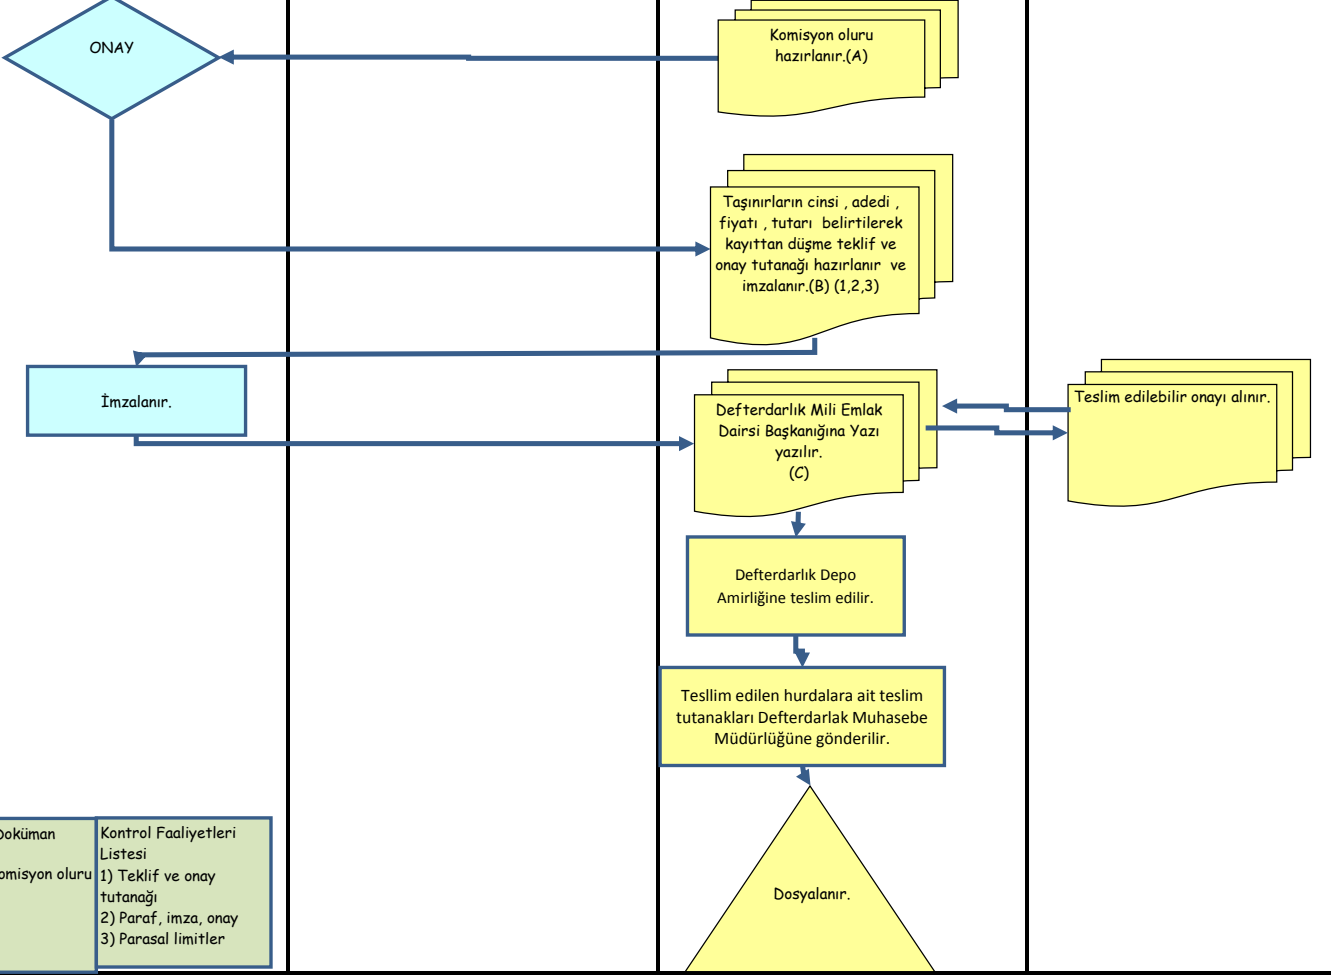 ONAY
Komisyon oluru
hazırlanır.(A)
Taşınırların cinsi , adedi ,
fiyatı , tutarı belirtilerek
kayıttan düşme teklif ve
onay tutanağı hazırlanır ve
imzalanır.(B) (1,2,3)
İmzalanır.
Defterdarlık Mili Emlak
Dairsi Başkanığına Yazı
yazılır.
(C)
Teslim edilebilir onayı alınır.
Defterdarlık Depo
Amirliğine teslim edilir.
Tesllim edilen hurdalara ait teslim
tutanakları Defterdarlak Muhasebe
Müdürlüğüne gönderilir.
Dosyalanır.
Doküman
omisyon oluru
Kontrol Faaliyetleri
Listesi
1) Teklif ve onay
tutanağı
2) Paraf, imza, onay
3) Parasal limitler